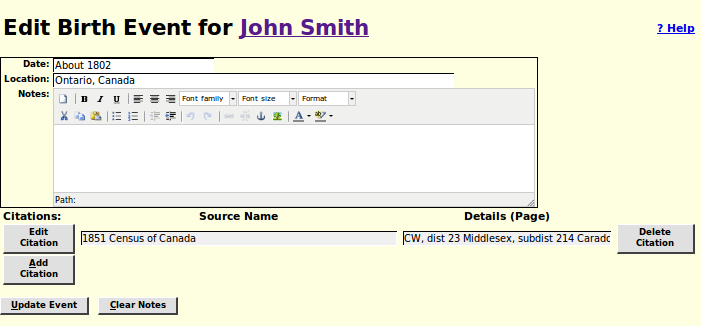 Edit Birth Event for John Smith
? Help
Date: About 1802
Location: Ontario, Canada
Notes:
B I U Font family Font size Format
A ab
Path:
Citations: Source Name Details (Page)
Edit Citation 1851 Census of Canada CW, dist 23 Middlesex, subdist 214 Caradc Delete Citation
Add Citation
Update Event Clear Notes